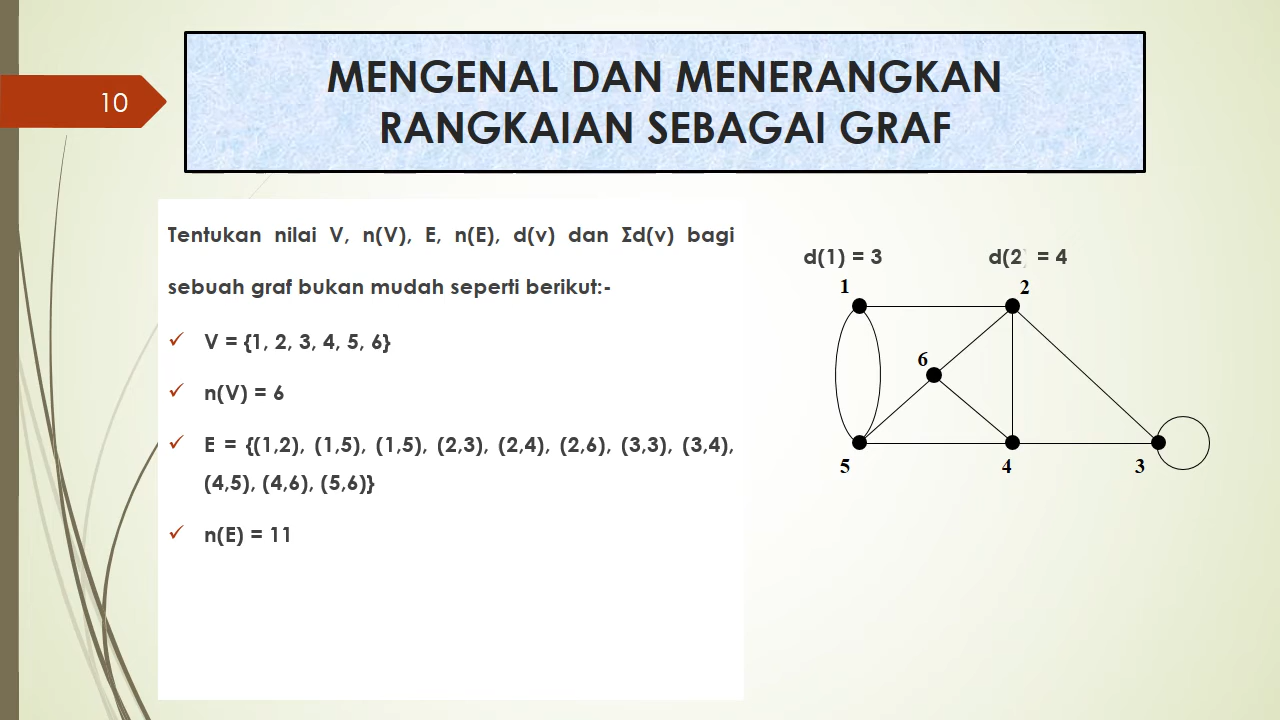 10
MENGENAL DAN MENERANGKAN
RANGKAIAN SEBAGAI GRAF
Tentukan nilai V, n(V), E, n(E), d(v) dan Σd(v) bagi
sebuah graf bukan mudah seperti berikut:-
✓ V = {1, 2, 3, 4, 5, 6}
✓ n(V) = 6
✓ E = {(1,2), (1,5), (1,5), (2,3), (2,4), (2,6), (3,3), (3,4),
(4,5), (4,6), (5,6)}
✓ n(E) = 11
d(1) = 3 d(2) = 4
1 2
6
5 4 3